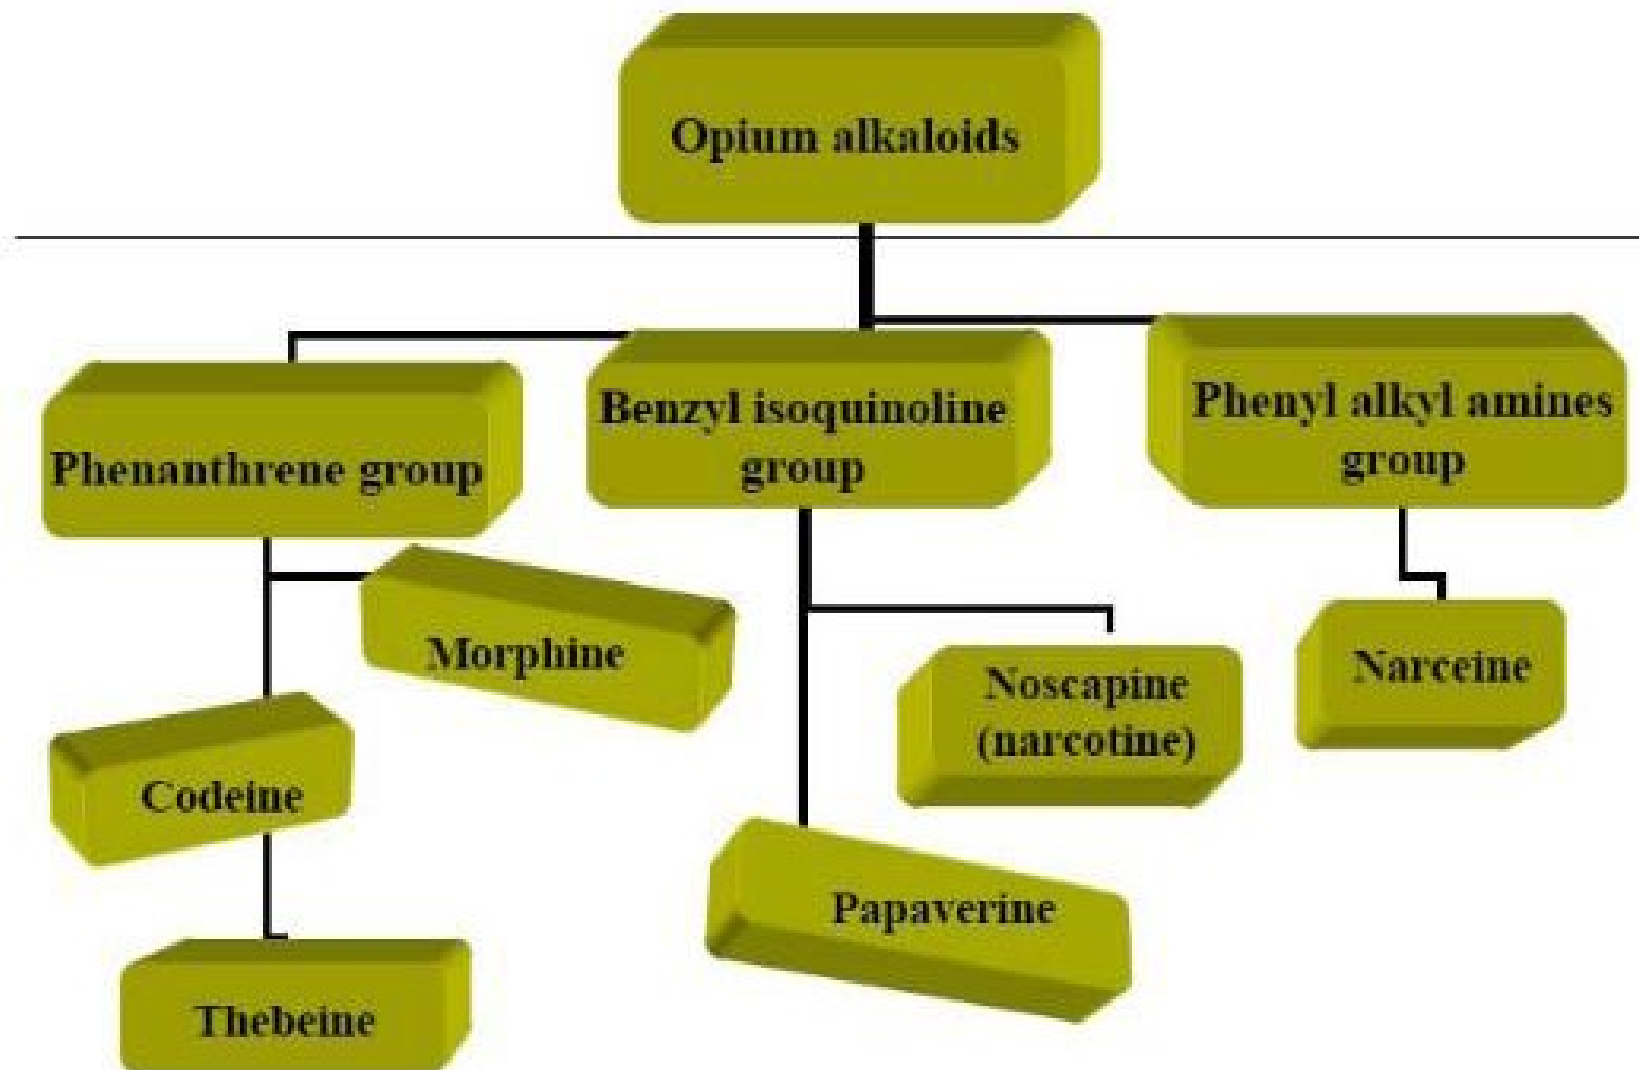 Opium alkaloids
Phenanthrene group
Benzyl isoquinoline
group
Phenyl alkyl amines
group
Morphine
Codeine
Thebeine
Noscapine
(narcotine)
Papaverine
Narceine